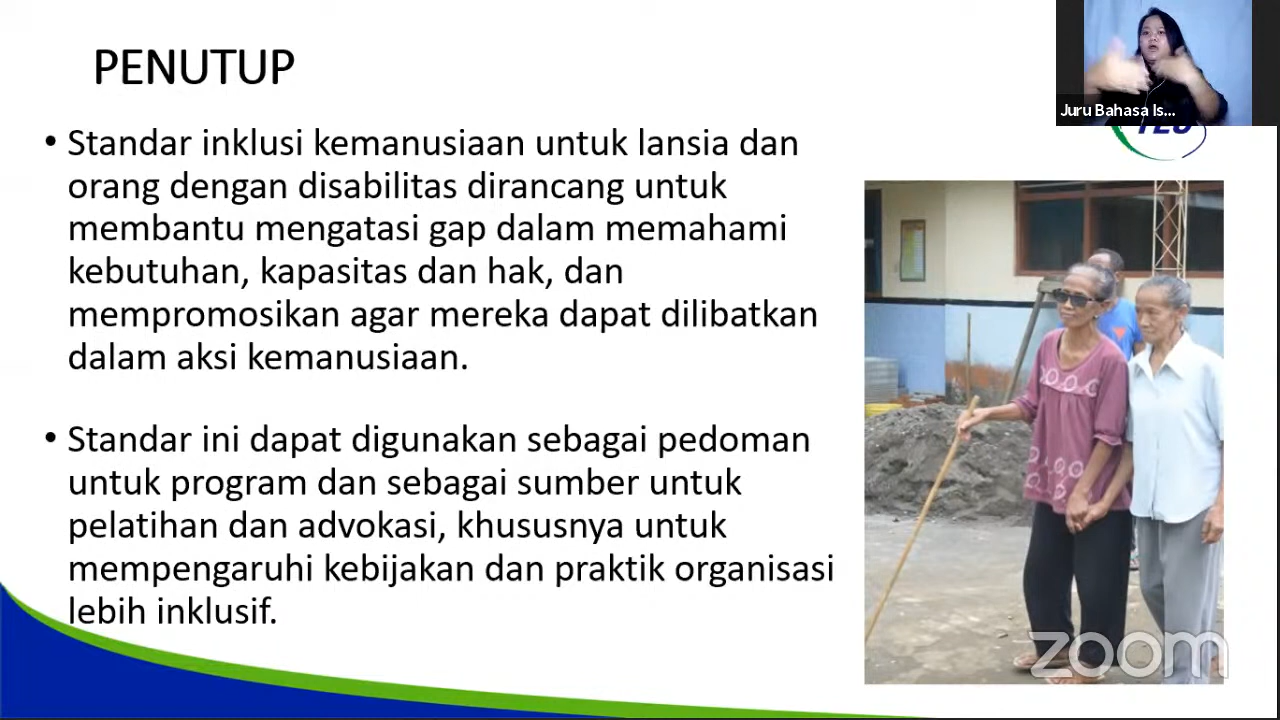 PENUTUP
Juru Bahasa Is...
• Standar inklusi kemanusiaan untuk lansia dan
orang dengan disabilitas dirancang untuk
membantu mengatasi gap dalam memahami
kebutuhan, kapasitas dan hak, dan
mempromosikan agar mereka dapat dilibatkan
dalam aksi kemanusiaan.
• Standar ini dapat digunakan sebagai pedoman
untuk program dan sebagai sumber untuk
pelatihan dan advokasi, khususnya untuk
mempengaruhi kebijakan dan praktik organisasi
lebih inklusif.
zoom